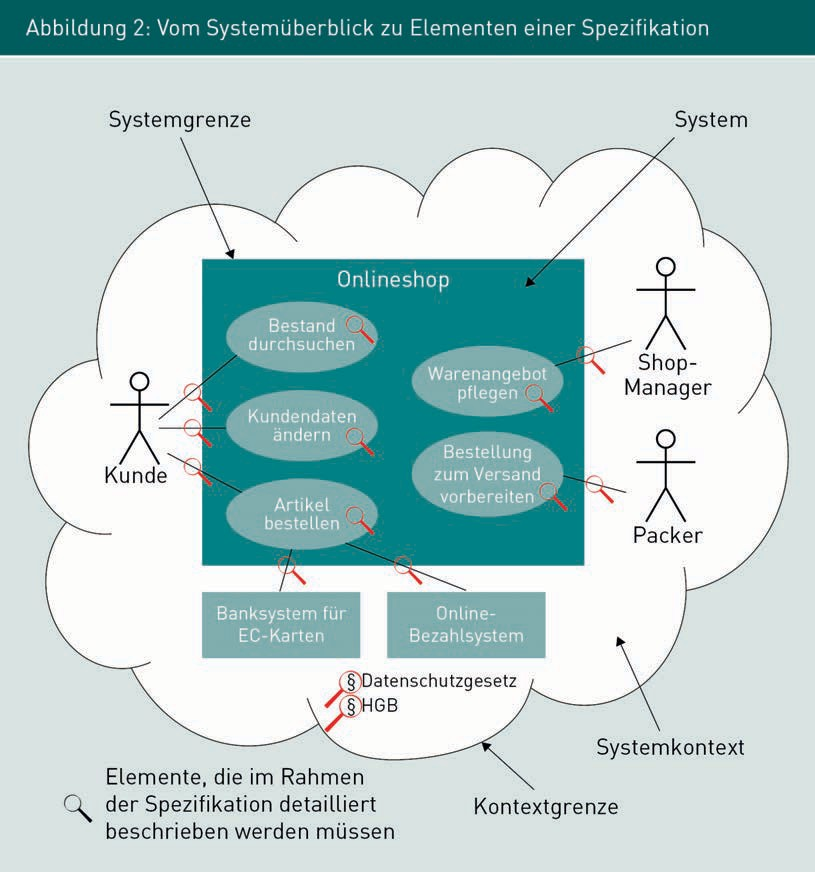 Abbildung 2: Vom Systemüberblick zu Elementen einer Spezifikation
Systemgrenze
System
Onlineshop
Bestand
durchsuchen
Kundendaten
ändern
Artikel
bestellen
Warenangebot
pflegen
Bestellung
zum Versand
vorbereiten
Kunde
Shop-
Manager
Packer
Banksystem für
EC-Karten
Online-
Bezahlsystem
§ Datenschutzgesetz
§ HGB
Systemkontext
Kontextgrenze
Elemente, die im Rahmen
der Spezifikation detailliert
beschrieben werden müssen